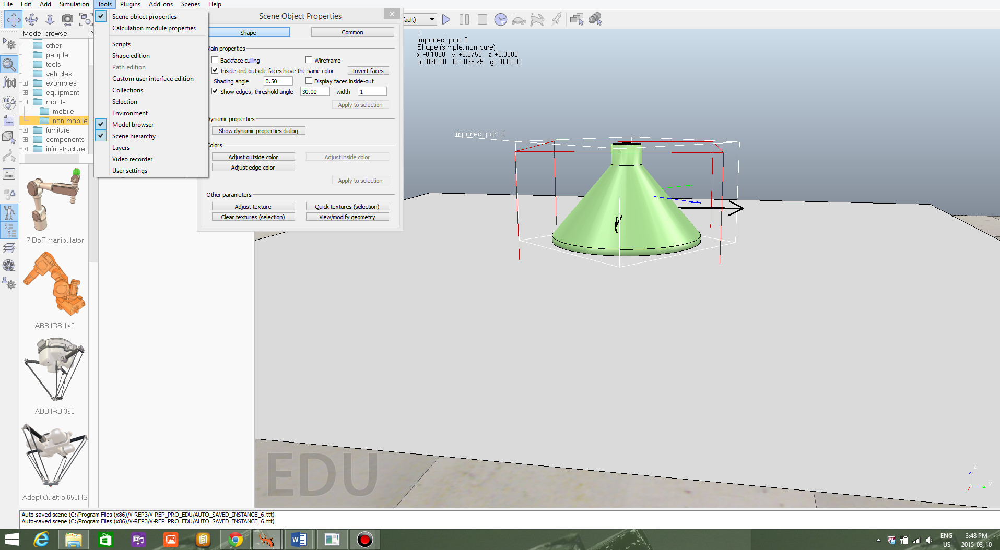 File Edit Add Simulation Tools Plugins Add-ons Scenes Help
Scene object properties
Calculation module properties
Scripts
Shape edition
Path edition
Custom user interface edition
Collections
Selection
Environment
Model browser
Scene hierarchy
Layers
Video recorder
User settings
Model browser
other
people
tools
vehicles
examples
equipment
robots
mobile
non-mobile
furniture
components
infrastructure
7 DoF manipulator
ABB IRB 140
ABB IRB 360
Adept Quattro 650HS
Scene Object Properties
Shape Common
Main properties
Backface culling Wireframe
Inside and outside faces have the same color Invert faces
Shading angle 0.50 Display faces inside-out
Show edges, threshold angle 30.00 width 1
Apply to selection
Dynamic properties
Show dynamic properties dialog
Colors
Adjust outside color Adjust inside color
Adjust edge color
Apply to selection
Other parameters
Adjust texture Quick textures (selection)
Clear textures (selection) View/modify geometry
ault)
1
imported_part_0
Shape (simple, non-pure)
x: -0.1000 y: +0.2750 z: +0.3800
a: -090.00 b: +038.25 g: +090.00
imported_part_0
EDU
z
y
Auto-saved scene (C:/Program Files (x86)/V-REP3/V-REP_PRO_EDU/AUTO_SAVED_INSTANCE_6.ttt)
Auto-saved scene (C:/Program Files (x86)/V-REP3/V-REP_PRO_EDU/AUTO_SAVED_INSTANCE_6.ttt)
ENG
US
3:48 PM
2015-03-10